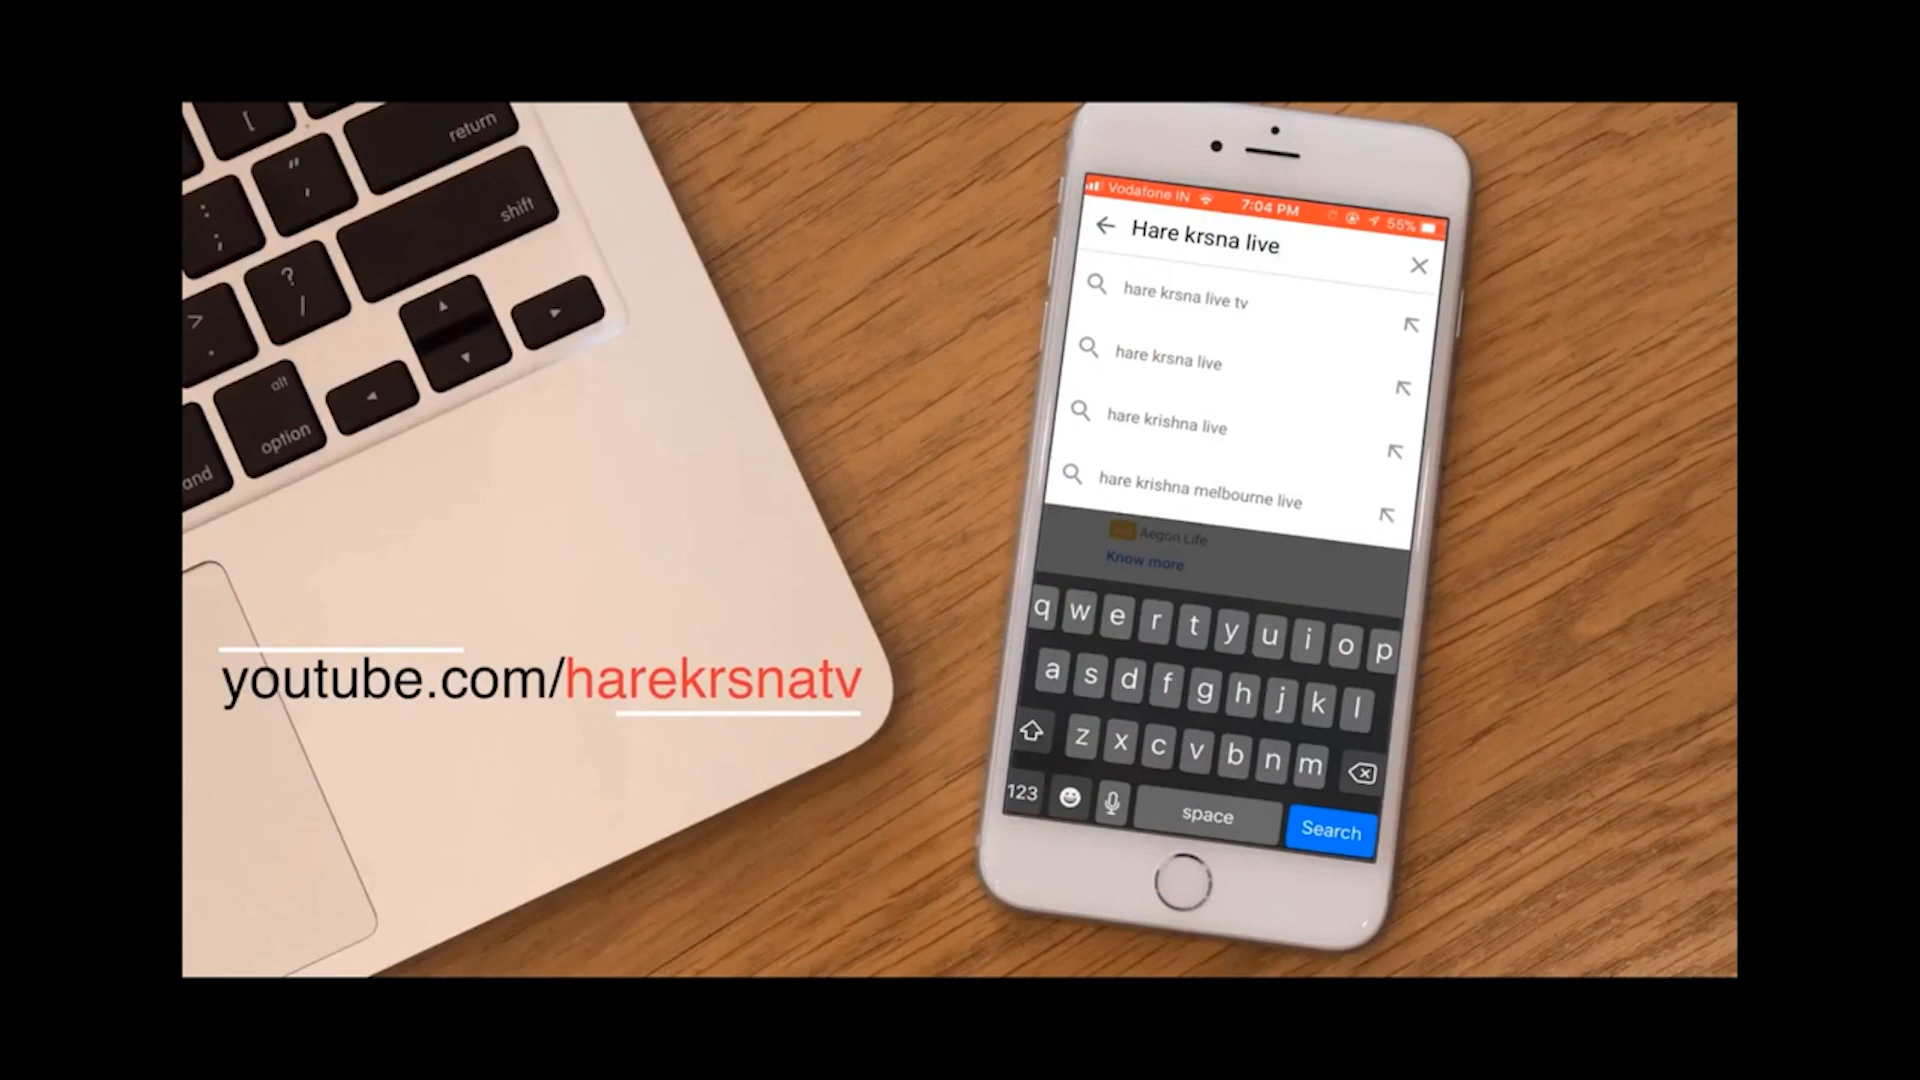 [
return
"
,
shift
:
;
?
/
>
.
alt
option
and
youtube.com/harekrsnatv
Vodafone IN 7:04 PM 55%
Hare krsna live
hare krsna live tv
hare krsna live
hare krishna live
hare krishna melbourne live
Aegon Life
Know more
q w e r t y u i o p
a s d f g h j k l
z x c v b n m
123 space Search